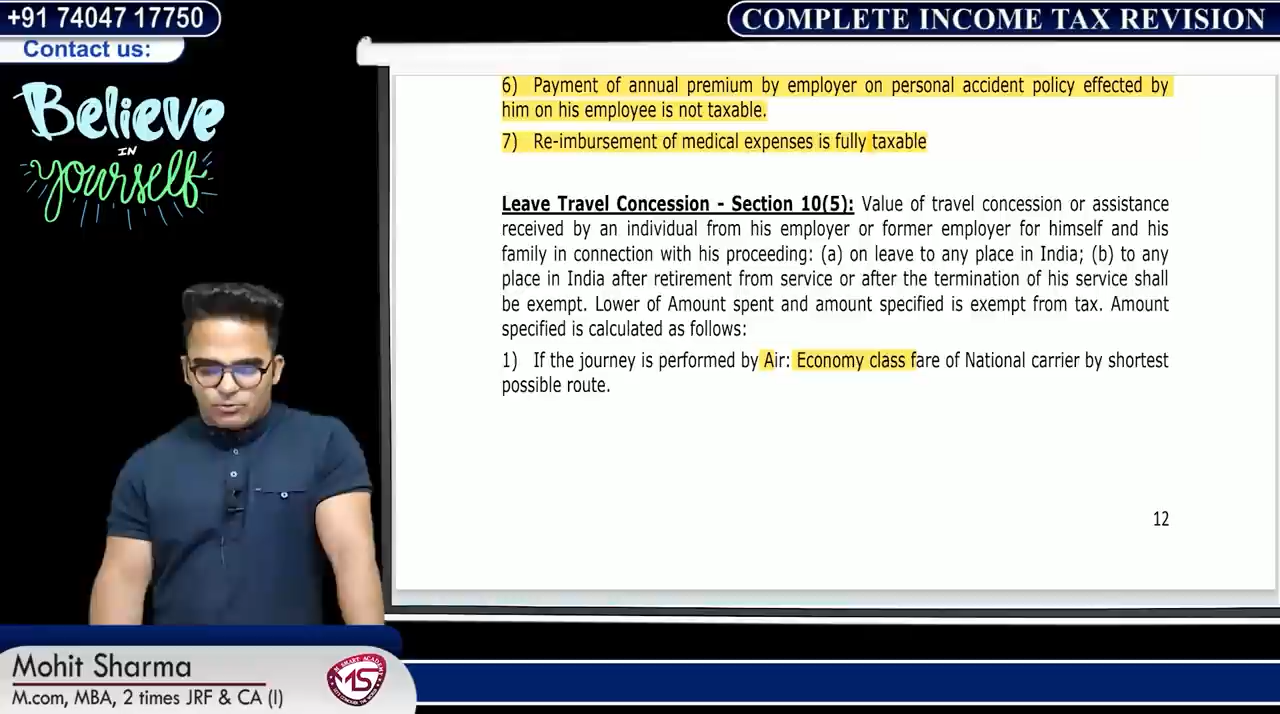 +91 74047 17750
Contact us:
COMPLETE INCOME TAX REVISION
Believe
IN
yourself
6) Payment of annual premium by employer on personal accident policy effected by
him on his employee is not taxable.
7) Re-imbursement of medical expenses is fully taxable
Leave Travel Concession - Section 10(5): Value of travel concession or assistance
received by an individual from his employer or former employer for himself and his
family in connection with his proceeding: (a) on leave to any place in India; (b) to any
place in India after retirement from service or after the termination of his service shall
be exempt. Lower of Amount spent and amount specified is exempt from tax. Amount
specified is calculated as follows:
1) If the journey is performed by Air: Economy class fare of National carrier by shortest
possible route.
12
Mohit Sharma
M.com, MBA, 2 times JRF & CA (I)
M SMART ACADEMY
MS